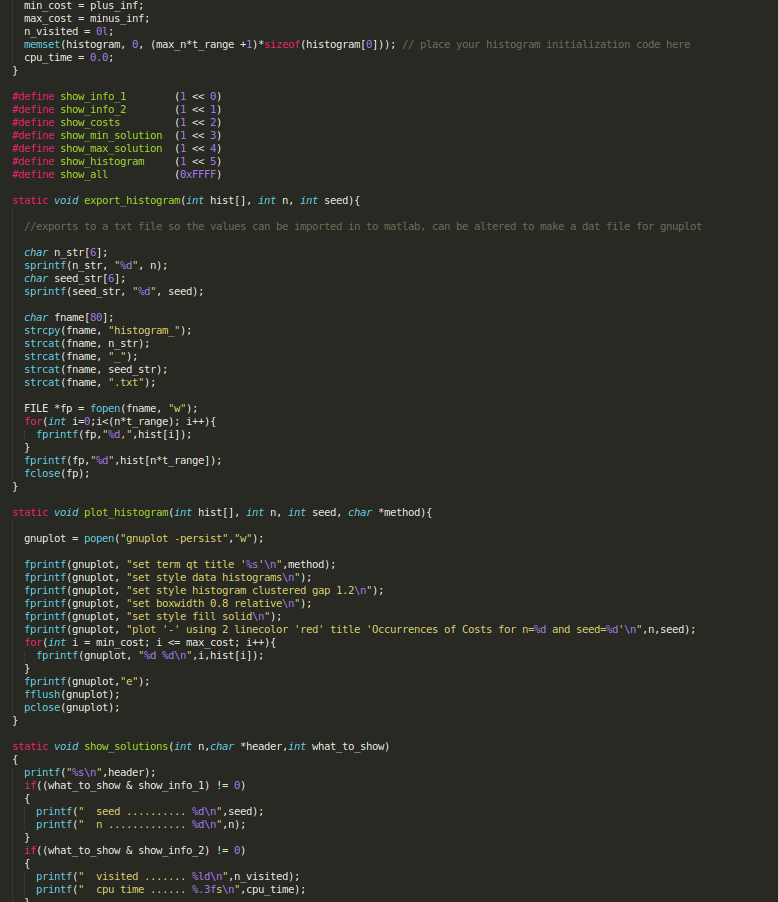 min_cost = plus_inf;
max_cost = minus_inf;
n_visited = 0l;
memset(histogram, 0, (max_n*t_range +1)*sizeof(histogram[0])); // place your histogram initialization code here
cpu_time = 0.0;
}
#define show_info_1        (1 << 0)
#define show_info_2        (1 << 1)
#define show_costs         (1 << 2)
#define show_min_solution  (1 << 3)
#define show_max_solution  (1 << 4)
#define show_histogram     (1 << 5)
#define show_all           (0xFFFF)
static void export_histogram(int hist[], int n, int seed){
//exports to a txt file so the values can be imported in to matlab, can be altered to make a dat file for gnuplot
char n_str[6];
sprintf(n_str, "%d", n);
char seed_str[6];
sprintf(seed_str, "%d", seed);
char fname[80];
strcpy(fname, "histogram_");
strcat(fname, n_str);
strcat(fname, "_");
strcat(fname, seed_str);
strcat(fname, ".txt");
FILE *fp = fopen(fname, "w");
for(int i=0;i<(n*t_range); i++){
fprintf(fp,"%d,",hist[i]);
}
fprintf(fp,"%d",hist[n*t_range]);
fclose(fp);
}
static void plot_histogram(int hist[], int n, int seed, char *method){
gnuplot = popen("gnuplot -persist","w");
fprintf(gnuplot, "set term qt title '%s'\n",method);
fprintf(gnuplot, "set style data histograms\n");
fprintf(gnuplot, "set style histogram clustered gap 1.2\n");
fprintf(gnuplot, "set boxwidth 0.8 relative\n");
fprintf(gnuplot, "set style fill solid\n");
fprintf(gnuplot, "plot '-' using 2 linecolor 'red' title 'Occurrences of Costs for n=%d and seed=%d'\n",n,seed);
for(int i = min_cost; i <= max_cost; i++){
fprintf(gnuplot, "%d %d\n",i,hist[i]);
}
fprintf(gnuplot,"e");
fflush(gnuplot);
pclose(gnuplot);
}
static void show_solutions(int n,char *header,int what_to_show)
{
printf("%s\n",header);
if((what_to_show & show_info_1) != 0)
{
printf("  seed .......... %d\n",seed);
printf("  n ............. %d\n",n);
}
if((what_to_show & show_info_2) != 0)
{
printf("  visited ....... %ld\n",n_visited);
printf("  cpu time ...... %.3fs\n",cpu_time);
}